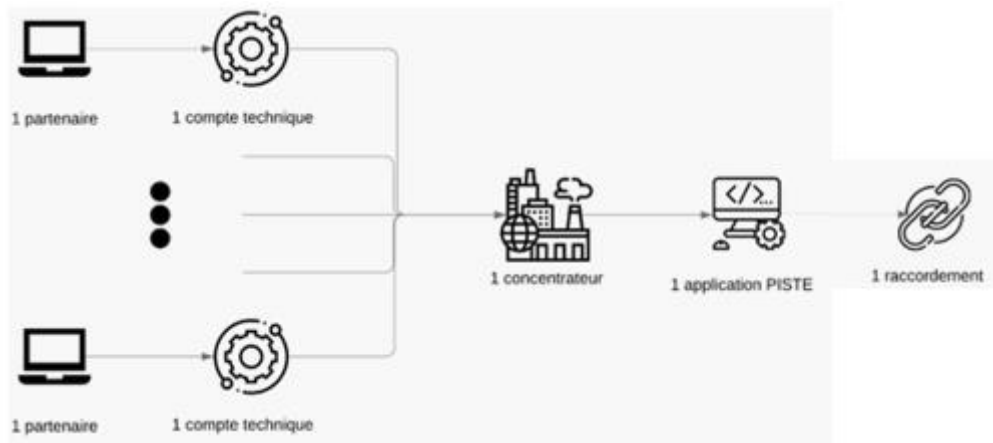 1 partenaire
1 compte technique
</...>
1 concentrateur
1 application PISTE
1 raccordement
1 partenaire
1 compte technique